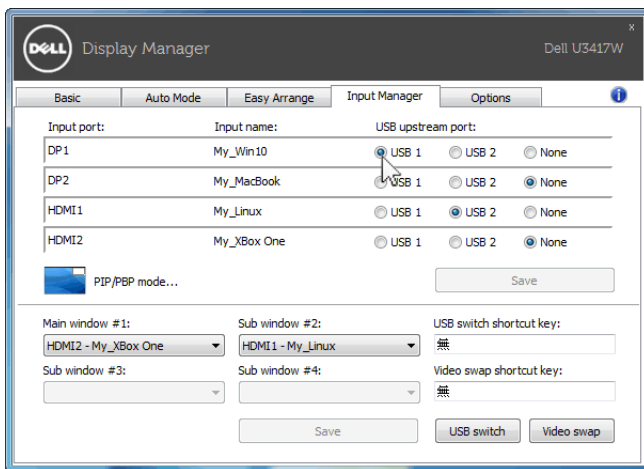 DELL Display Manager Dell U3417W
x
Basic Auto Mode Easy Arrange Input Manager Options i
Input port: Input name: USB upstream port:
DP1 My_Win10 USB 1 USB 2 None
DP2 My_MacBook USB 1 USB 2 None
HDMI1 My_Linux USB 1 USB 2 None
HDMI2 My_XBox One USB 1 USB 2 None
PIP/PBP mode... Save
Main window #1: Sub window #2: USB switch shortcut key:
HDMI2 - My_XBox One HDMI1 - My_Linux 無
Sub window #3: Sub window #4: Video swap shortcut key:
無
Save USB switch Video swap